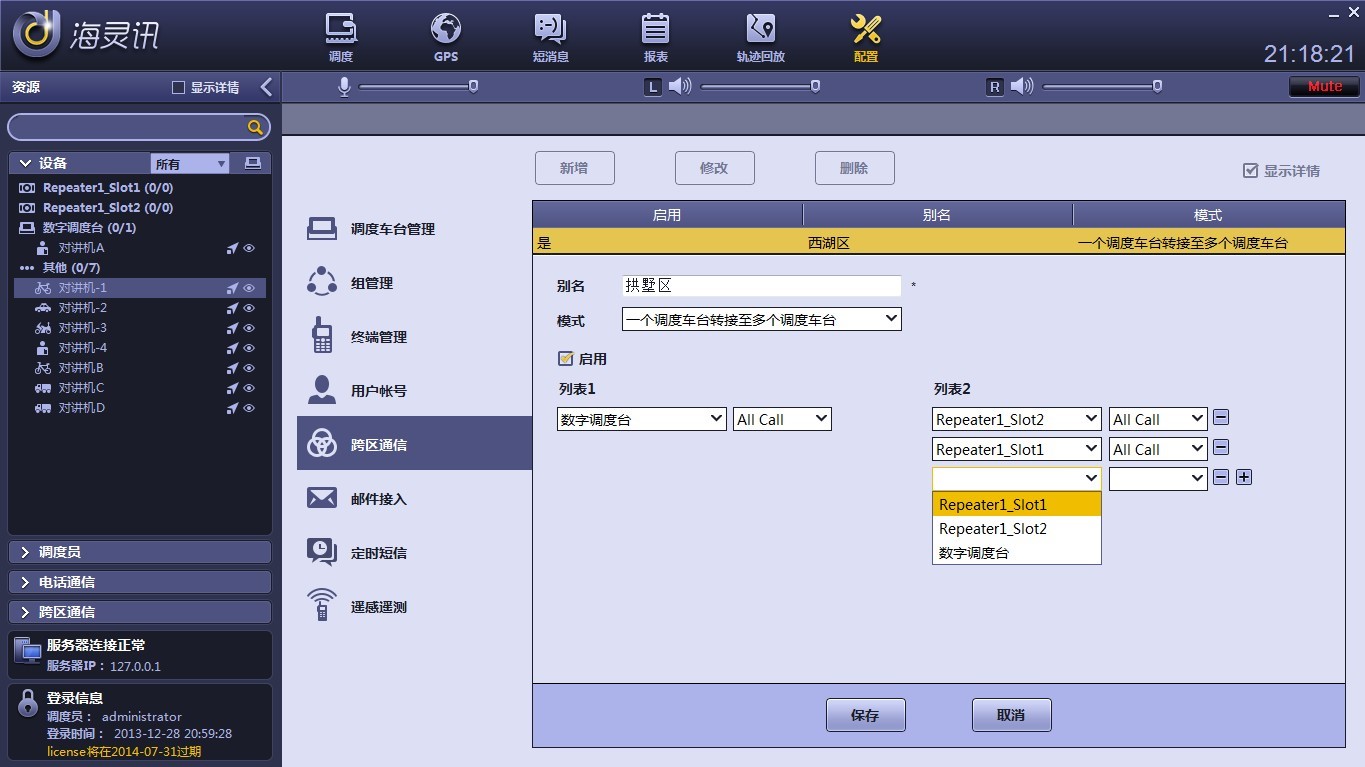 海灵讯
调度
GPS
短消息
报表
轨迹回放
配置
21:18:21
资源
显示详情
L
R
Mute
设备
所有
Repeater1_Slot1 (0/0)
Repeater1_Slot2 (0/0)
数字调度台 (0/1)
对讲机A
其他 (0/7)
对讲机-1
对讲机-2
对讲机-3
对讲机-4
对讲机B
对讲机C
对讲机D
调度员
电话通信
跨区通信
服务器连接正常
服务器IP： 127.0.0.1
登录信息
调度员： administrator
登录时间： 2013-12-28 20:59:28
license将在2014-07-31过期
调度车台管理
组管理
终端管理
用户帐号
跨区通信
邮件接入
定时短信
遥感遥测
新增 修改 删除
显示详情
启用 别名 模式
是 西湖区 一个调度车台转接至多个调度车台
别名 拱墅区 *
模式 一个调度车台转接至多个调度车台
启用
列表1 列表2
数字调度台 All Call Repeater1_Slot2 All Call
Repeater1_Slot1 All Call
Repeater1_Slot1
Repeater1_Slot2
数字调度台
保存 取消